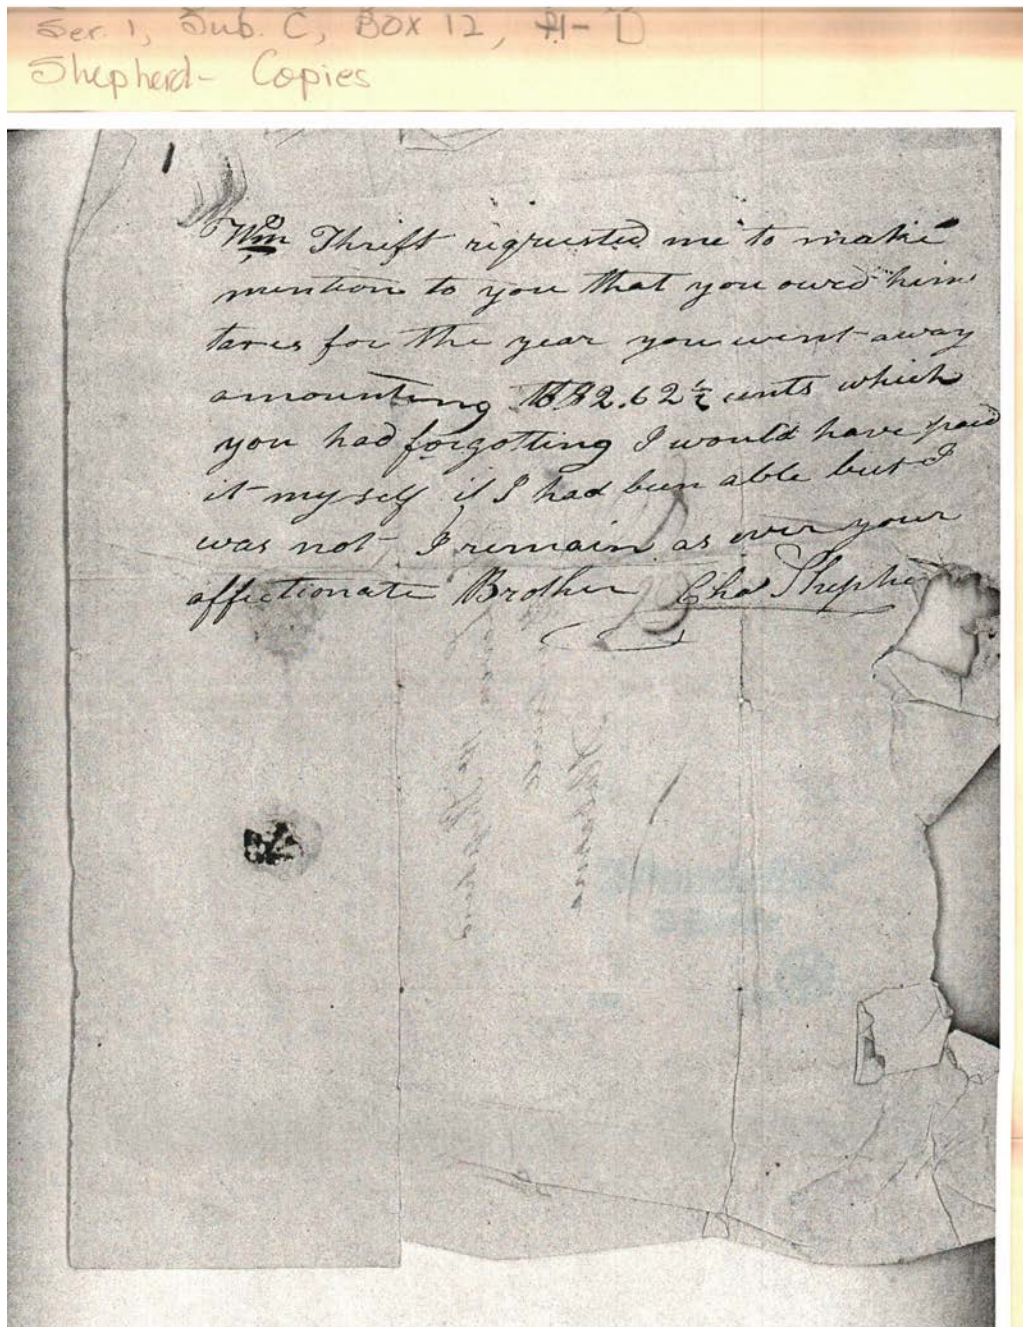 Ser. 1, Sub. C, Box 12, A-D
Shepherd- Copies
Wm Thrift requested me to make
mention to you that you owed him
taxes for the year you went away
amounting to $2.62½ cents which
you had forgotting I would have paid
it myself if I had been able but I
was not I remain as ever your
affectionate Brother Cha Shephe